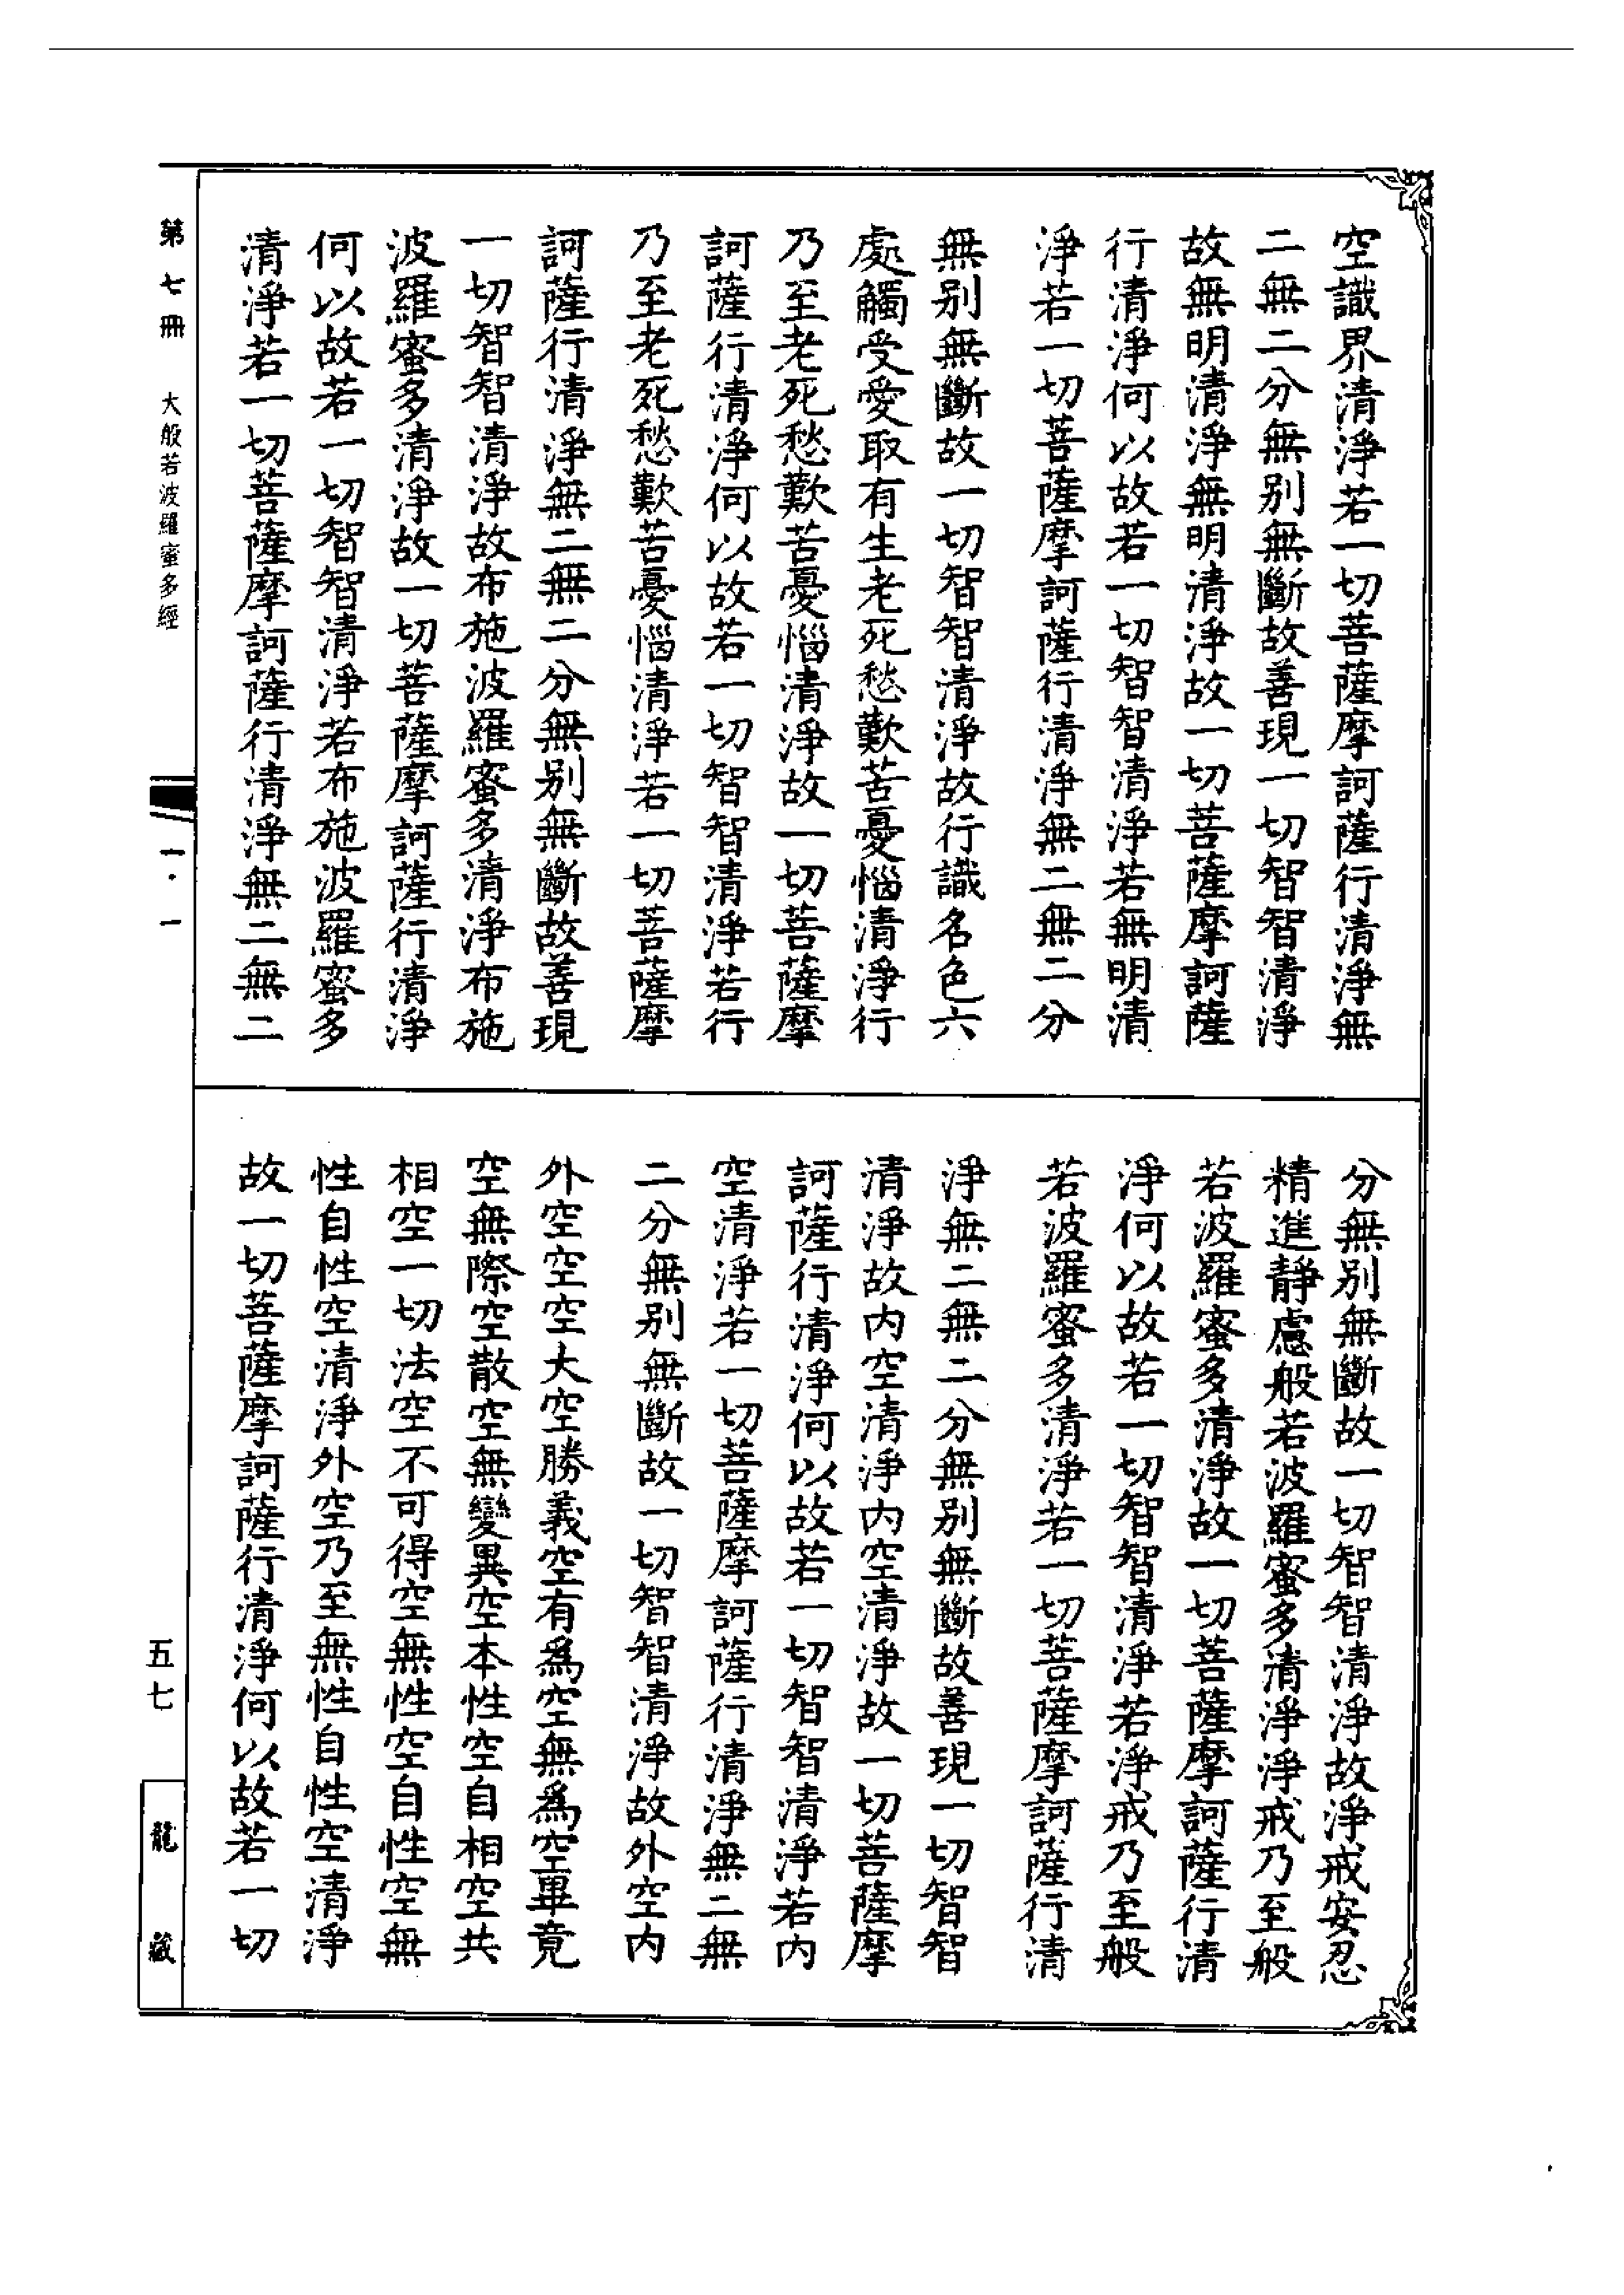 空識界清淨若一切菩薩摩訶薩行清淨無
二無二分無别無斷故善現一切智智清淨
故無明清淨無明清淨故一切菩薩摩訶薩
行清淨何以故若一切智智清淨若無明清
淨若一切菩薩摩訶薩行清淨無二無二分
無别無斷故一切智智清淨故行識名色六
處觸受愛取有生老死愁歎苦憂惱清淨行
乃至老死愁歎苦憂惱清淨故一切菩薩摩
訶薩行清淨何以故若一切智智清淨若行
乃至老死愁歎苦憂惱清淨若一切菩薩摩
訶薩行清淨無二無二分無别無斷故善現
一切智智清淨故布施波羅蜜多清淨布施
波羅蜜多清淨故一切菩薩摩訶薩行清淨
何以故若一切智智清淨若布施波羅蜜多
清淨若一切菩薩摩訶薩行清淨無二無二
分無别無斷故一切智智清淨故淨戒安忍
精進靜慮般若波羅蜜多清淨淨戒乃至般
若波羅蜜多清淨故一切菩薩摩訶薩行清
淨何以故若一切智智清淨若淨戒乃至般
若波羅蜜多清淨若一切菩薩摩訶薩行清
淨無二無二分無别無斷故善現一切智智
清淨故内空清淨内空清淨故一切菩薩摩
訶薩行清淨何以故若一切智智清淨若内
空清淨若一切菩薩摩訶薩行清淨無二無
二分無别無斷故一切智智清淨故外空内
外空空空大空勝義空有爲空無爲空畢竟
空無際空散空無變異空本性空自相空共
相空一切法空不可得空無性空自性空無
性自性空清淨外空乃至無性自性空清淨
故一切菩薩摩訶薩行清淨何以故若一切
第七冊 大般若波羅蜜多經
一・一
五七
龍藏